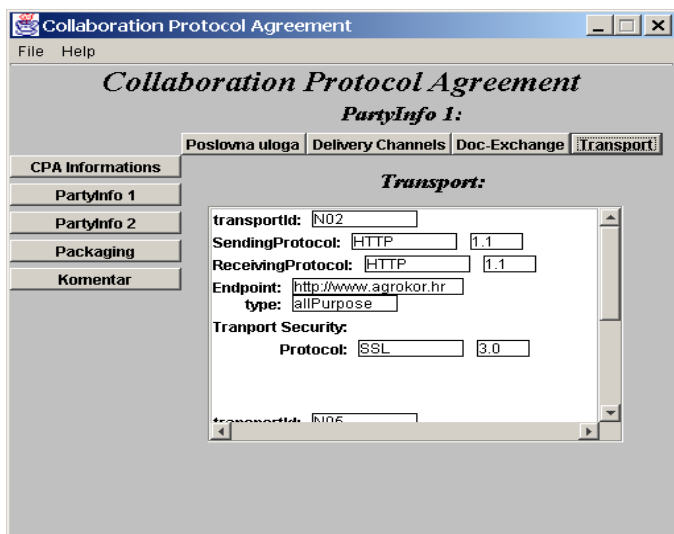 Collaboration Protocol Agreement
File Help
Collaboration Protocol Agreement
PartyInfo 1:
Poslovna uloga Delivery Channels Doc-Exchange Transport
CPA Informations
PartyInfo 1
PartyInfo 2
Packaging
Komentar
Transport:
transportId: N02
SendingProtocol: HTTP 1.1
ReceivingProtocol: HTTP 1.1
Endpoint: http://www.agrokor.hr
type: allPurpose
Tranport Security:
Protocol: SSL 3.0
transportId: N05